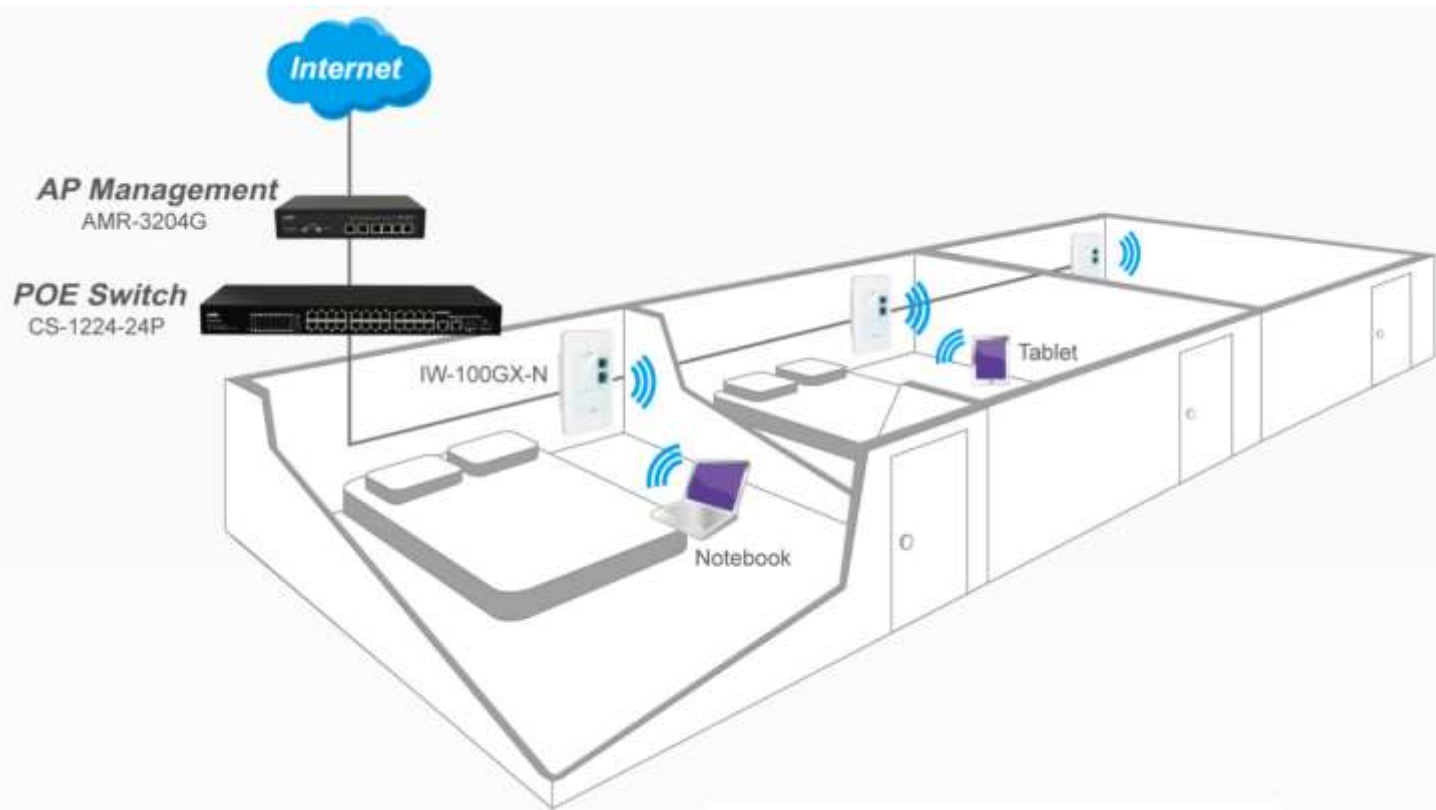 Internet
AP Management
AMR-3204G
POE Switch
CS-1224-24P
IW-100GX-N
Tablet
Notebook